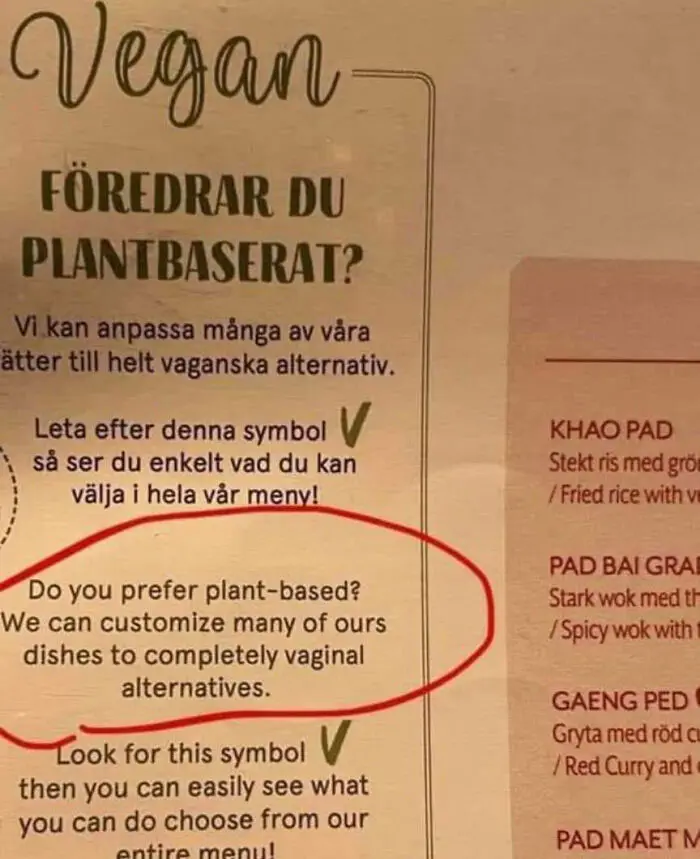 Vegan
FÖREDRAR DU
PLANTBASERAT?
Vi kan anpassa många av våra
ätter till helt vaganska alternativ.
Leta efter denna symbol V
så ser du enkelt vad du kan
välja i hela vår meny!
Do you prefer plant-based?
We can customize many of ours
dishes to completely vaginal
alternatives.
Look for this symbol V
then you can easily see what
you can do choose from our
entire menu!
KHAO PAD
Stekt ris med
/ Fried rice with
PAD BAI
Stark wok med
/ Spicy wok with
GAENG PED
Gryta med röd
/ Red Curry and
PAD MAET